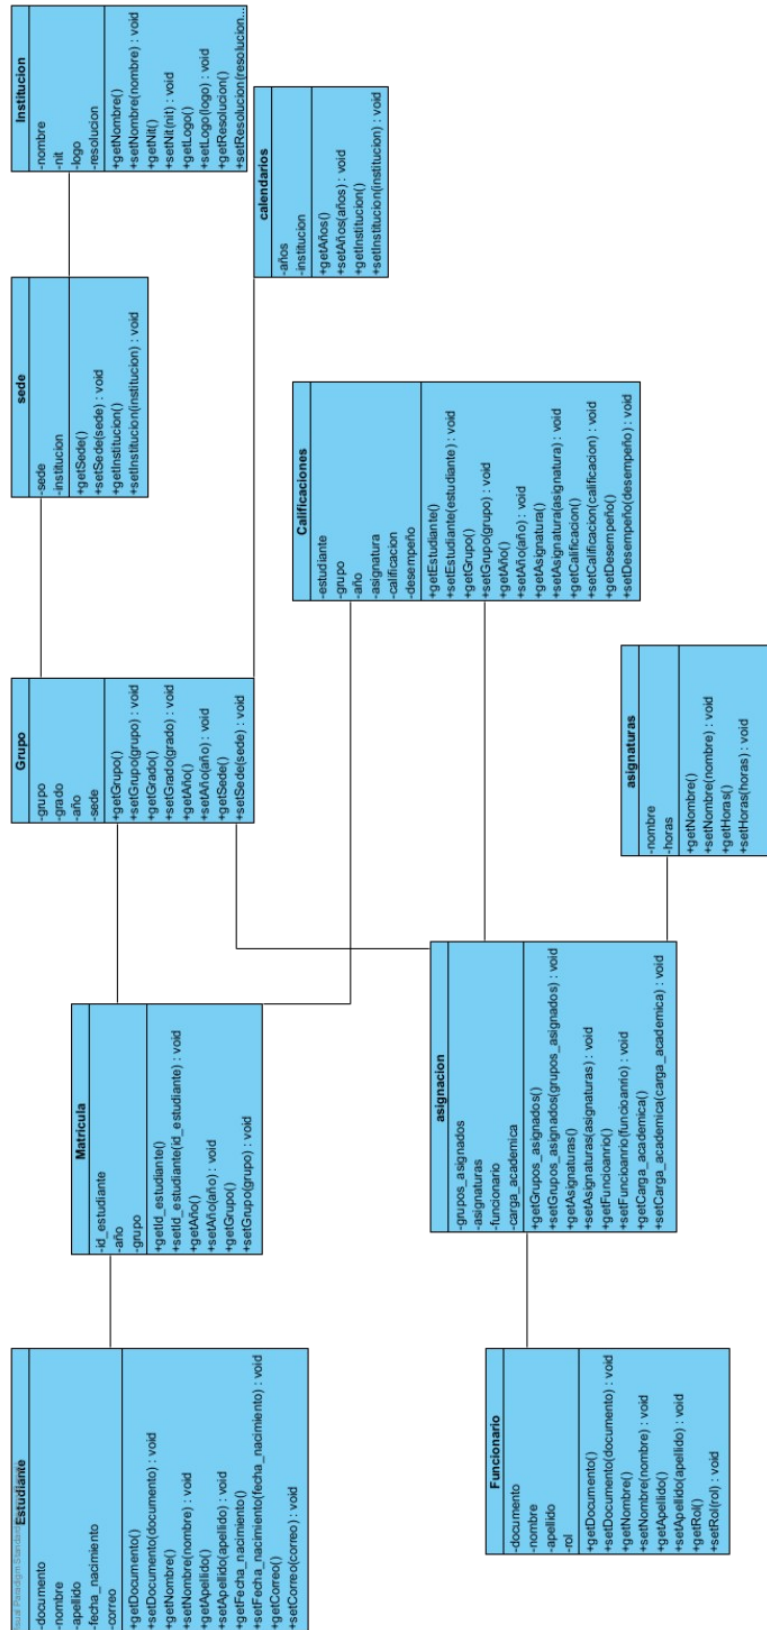 Visual Paradigm Standard
Estudiante
-documento
-nombre
-apellido
-fecha_nacimiento
-correo
+getDocumento()
+setDocumento(documento) : void
+getNombre()
+setNombre(nombre) : void
+getApellido()
+setApellido(apellido) : void
+getFecha_nacimiento()
+setFecha_nacimiento(fecha_nacimiento) : void
+getCorreo()
+setCorreo(correo) : void
Matricula
-id_estudiante
-año
-grupo
+getId_estudiante()
+setId_estudiante(id_estudiante) : void
+getAño()
+setAño(año) : void
+getGrupo()
+setGrupo(grupo) : void
Grupo
-grupo
-grado
-año
-sede
+getGrupo()
+setGrupo(grupo) : void
+getGrado()
+setGrado(grado) : void
+getAño()
+setAño(año) : void
+getSede()
+setSede(sede) : void
sede
-sede
-institucion
+getSede()
+setSede(sede) : void
+getInstitucion()
+setInstitucion(institucion) : void
Institucion
-nombre
-nit
-logo
-resolucion
+getNombre()
+setNombre(nombre) : void
+getNit()
+setNit(nit) : void
+getLogo()
+setLogo(logo) : void
+getResolucion()
+setResolucion(resolucion...
calendarios
-años
-institucion
+getAños()
+setAños(años) : void
+getInstitucion()
+setInstitucion(institucion) : void
Calificaciones
-estudiante
-grupo
-año
-asignatura
-calificacion
-desempeño
+getEstudiante()
+setEstudiante(estudiante) : void
+getGrupo()
+setGrupo(grupo) : void
+getAño()
+setAño(año) : void
+getAsignatura()
+setAsignatura(asignatura) : void
+getCalificacion()
+setCalificacion(calificacion) : void
+getDesempeño()
+setDesempeño(desempeño) : void
Funcionario
-documento
-nombre
-apellido
-rol
+getDocumento()
+setDocumento(documento) : void
+getNombre()
+setNombre(nombre) : void
+getApellido()
+setApellido(apellido) : void
+getRol()
+setRol(rol) : void
asignacion
-grupos_asignados
-asignaturas
-funcionario
-carga_academica
+getGrupos_asignados()
+setGrupos_asignados(grupos_asignados) : void
+getAsignaturas()
+setAsignaturas(asignaturas) : void
+getFuncioanrio()
+setFuncioanrio(funcioanrio) : void
+getCarga_academica()
+setCarga_academica(carga_academica) : void
asignaturas
-nombre
-horas
+getNombre()
+setNombre(nombre) : void
+getHoras()
+setHoras(horas) : void